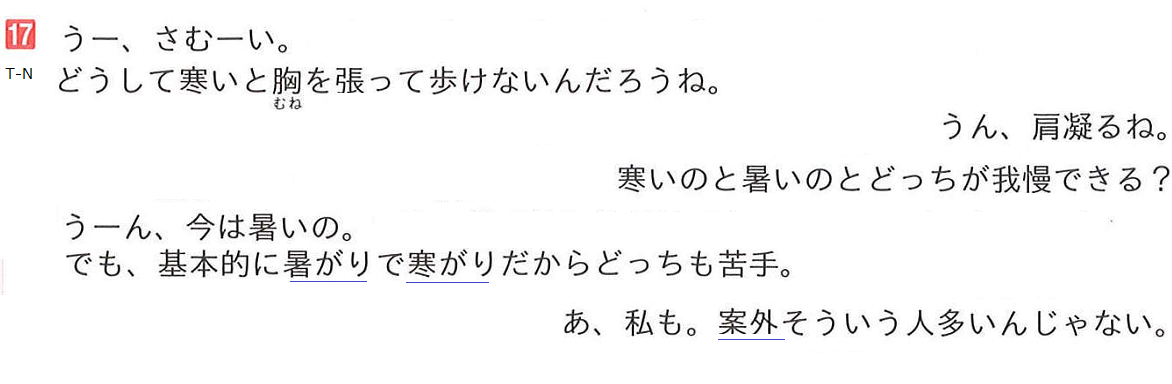 17 うー、さむーい。
T-N どうして寒いと胸を張って歩けないんだろうね。
むね
うん、肩凝るね。
寒いのと暑いのとどっちが我慢できる？
うーん、今は暑いの。
でも、基本的に暑がりで寒がりだからどっちも苦手。
あ、私も。案外そういう人多いんじゃない。